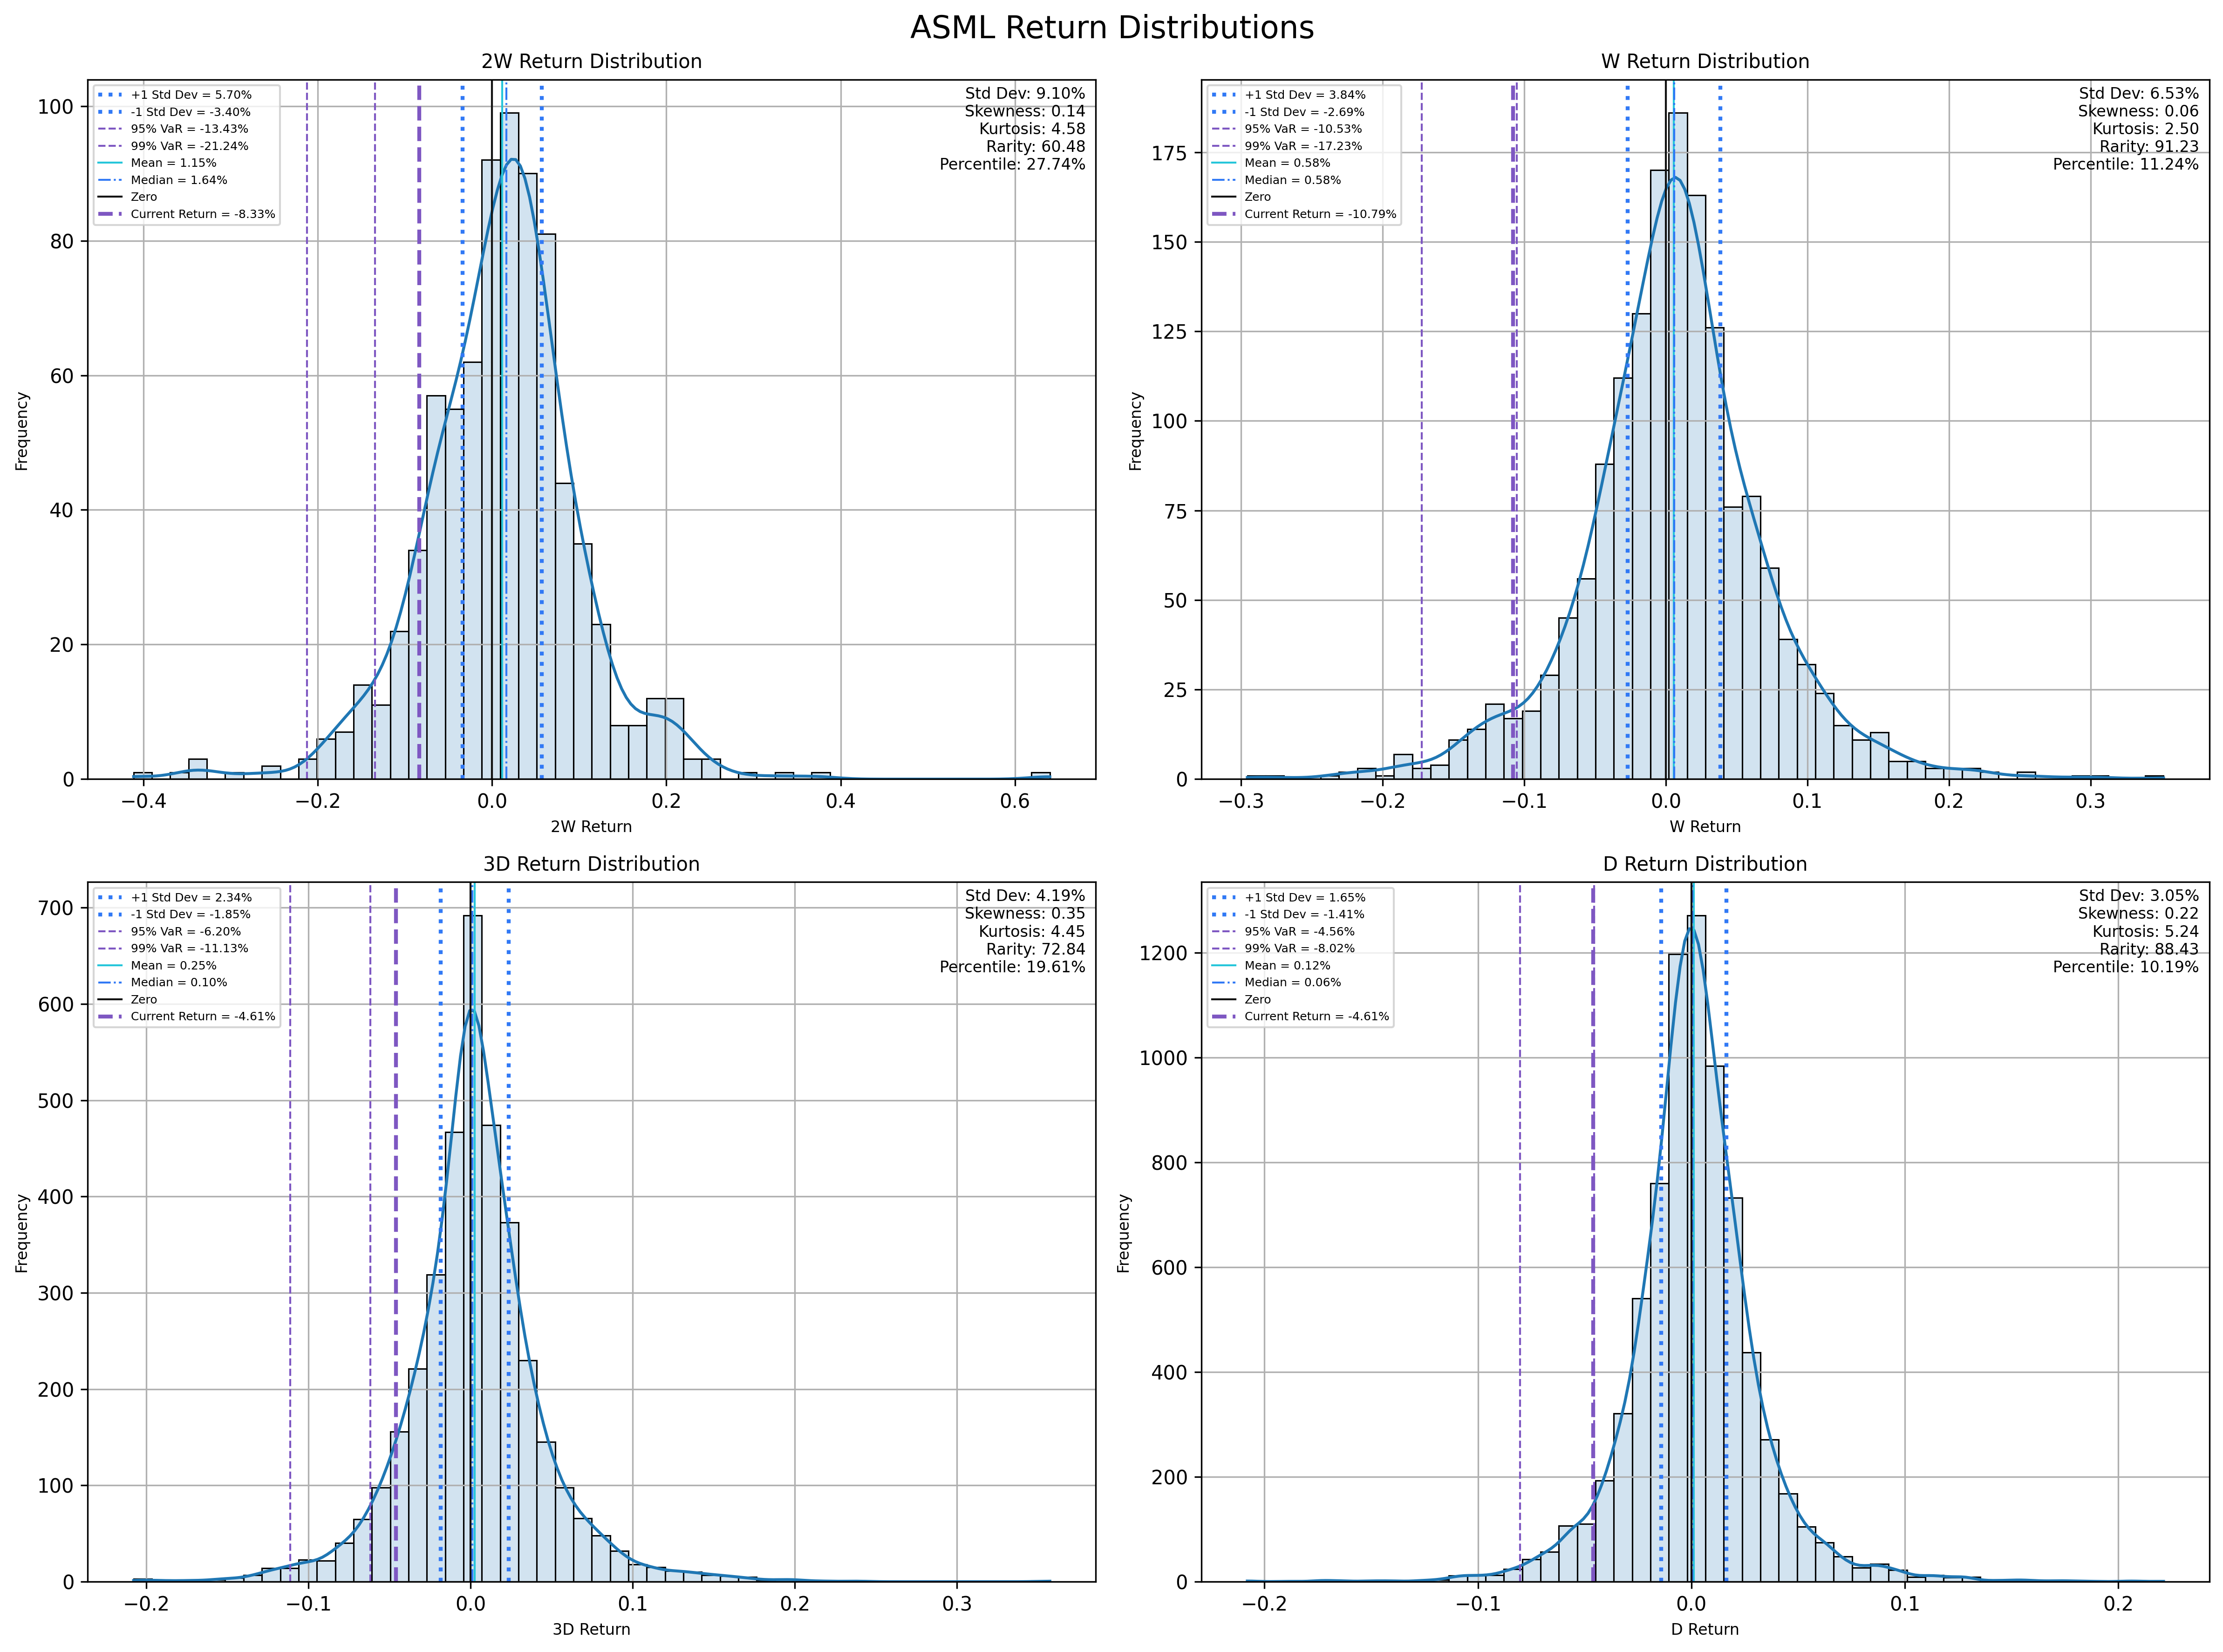 ASML Return Distributions
2W Return Distribution
+1 Std Dev = 5.70%
-1 Std Dev = -3.40%
95% VaR = -13.43%
99% VaR = -21.24%
Mean = 1.15%
Median = 1.64%
Zero
Current Return = -8.33%
Std Dev: 9.10%
Skewness: 0.14
Kurtosis: 4.58
Rarity: 60.48
Percentile: 27.74%
100
80
60
40
20
0
Frequency
−0.4 −0.2 0.0 0.2 0.4 0.6
2W Return
W Return Distribution
+1 Std Dev = 3.84%
-1 Std Dev = -2.69%
95% VaR = -10.53%
99% VaR = -17.23%
Mean = 0.58%
Median = 0.58%
Zero
Current Return = -10.79%
Std Dev: 6.53%
Skewness: 0.06
Kurtosis: 2.50
Rarity: 91.23
Percentile: 11.24%
175
150
125
100
75
50
25
0
Frequency
−0.3 −0.2 −0.1 0.0 0.1 0.2 0.3
W Return
3D Return Distribution
+1 Std Dev = 2.34%
-1 Std Dev = -1.85%
95% VaR = -6.20%
99% VaR = -11.13%
Mean = 0.25%
Median = 0.10%
Zero
Current Return = -4.61%
Std Dev: 4.19%
Skewness: 0.35
Kurtosis: 4.45
Rarity: 72.84
Percentile: 19.61%
700
600
500
400
300
200
100
0
Frequency
−0.2 −0.1 0.0 0.1 0.2 0.3
3D Return
D Return Distribution
+1 Std Dev = 1.65%
-1 Std Dev = -1.41%
95% VaR = -4.56%
99% VaR = -8.02%
Mean = 0.12%
Median = 0.06%
Zero
Current Return = -4.61%
Std Dev: 3.05%
Skewness: 0.22
Kurtosis: 5.24
Rarity: 88.43
Percentile: 10.19%
1200
1000
800
600
400
200
0
Frequency
−0.2 −0.1 0.0 0.1 0.2
D Return